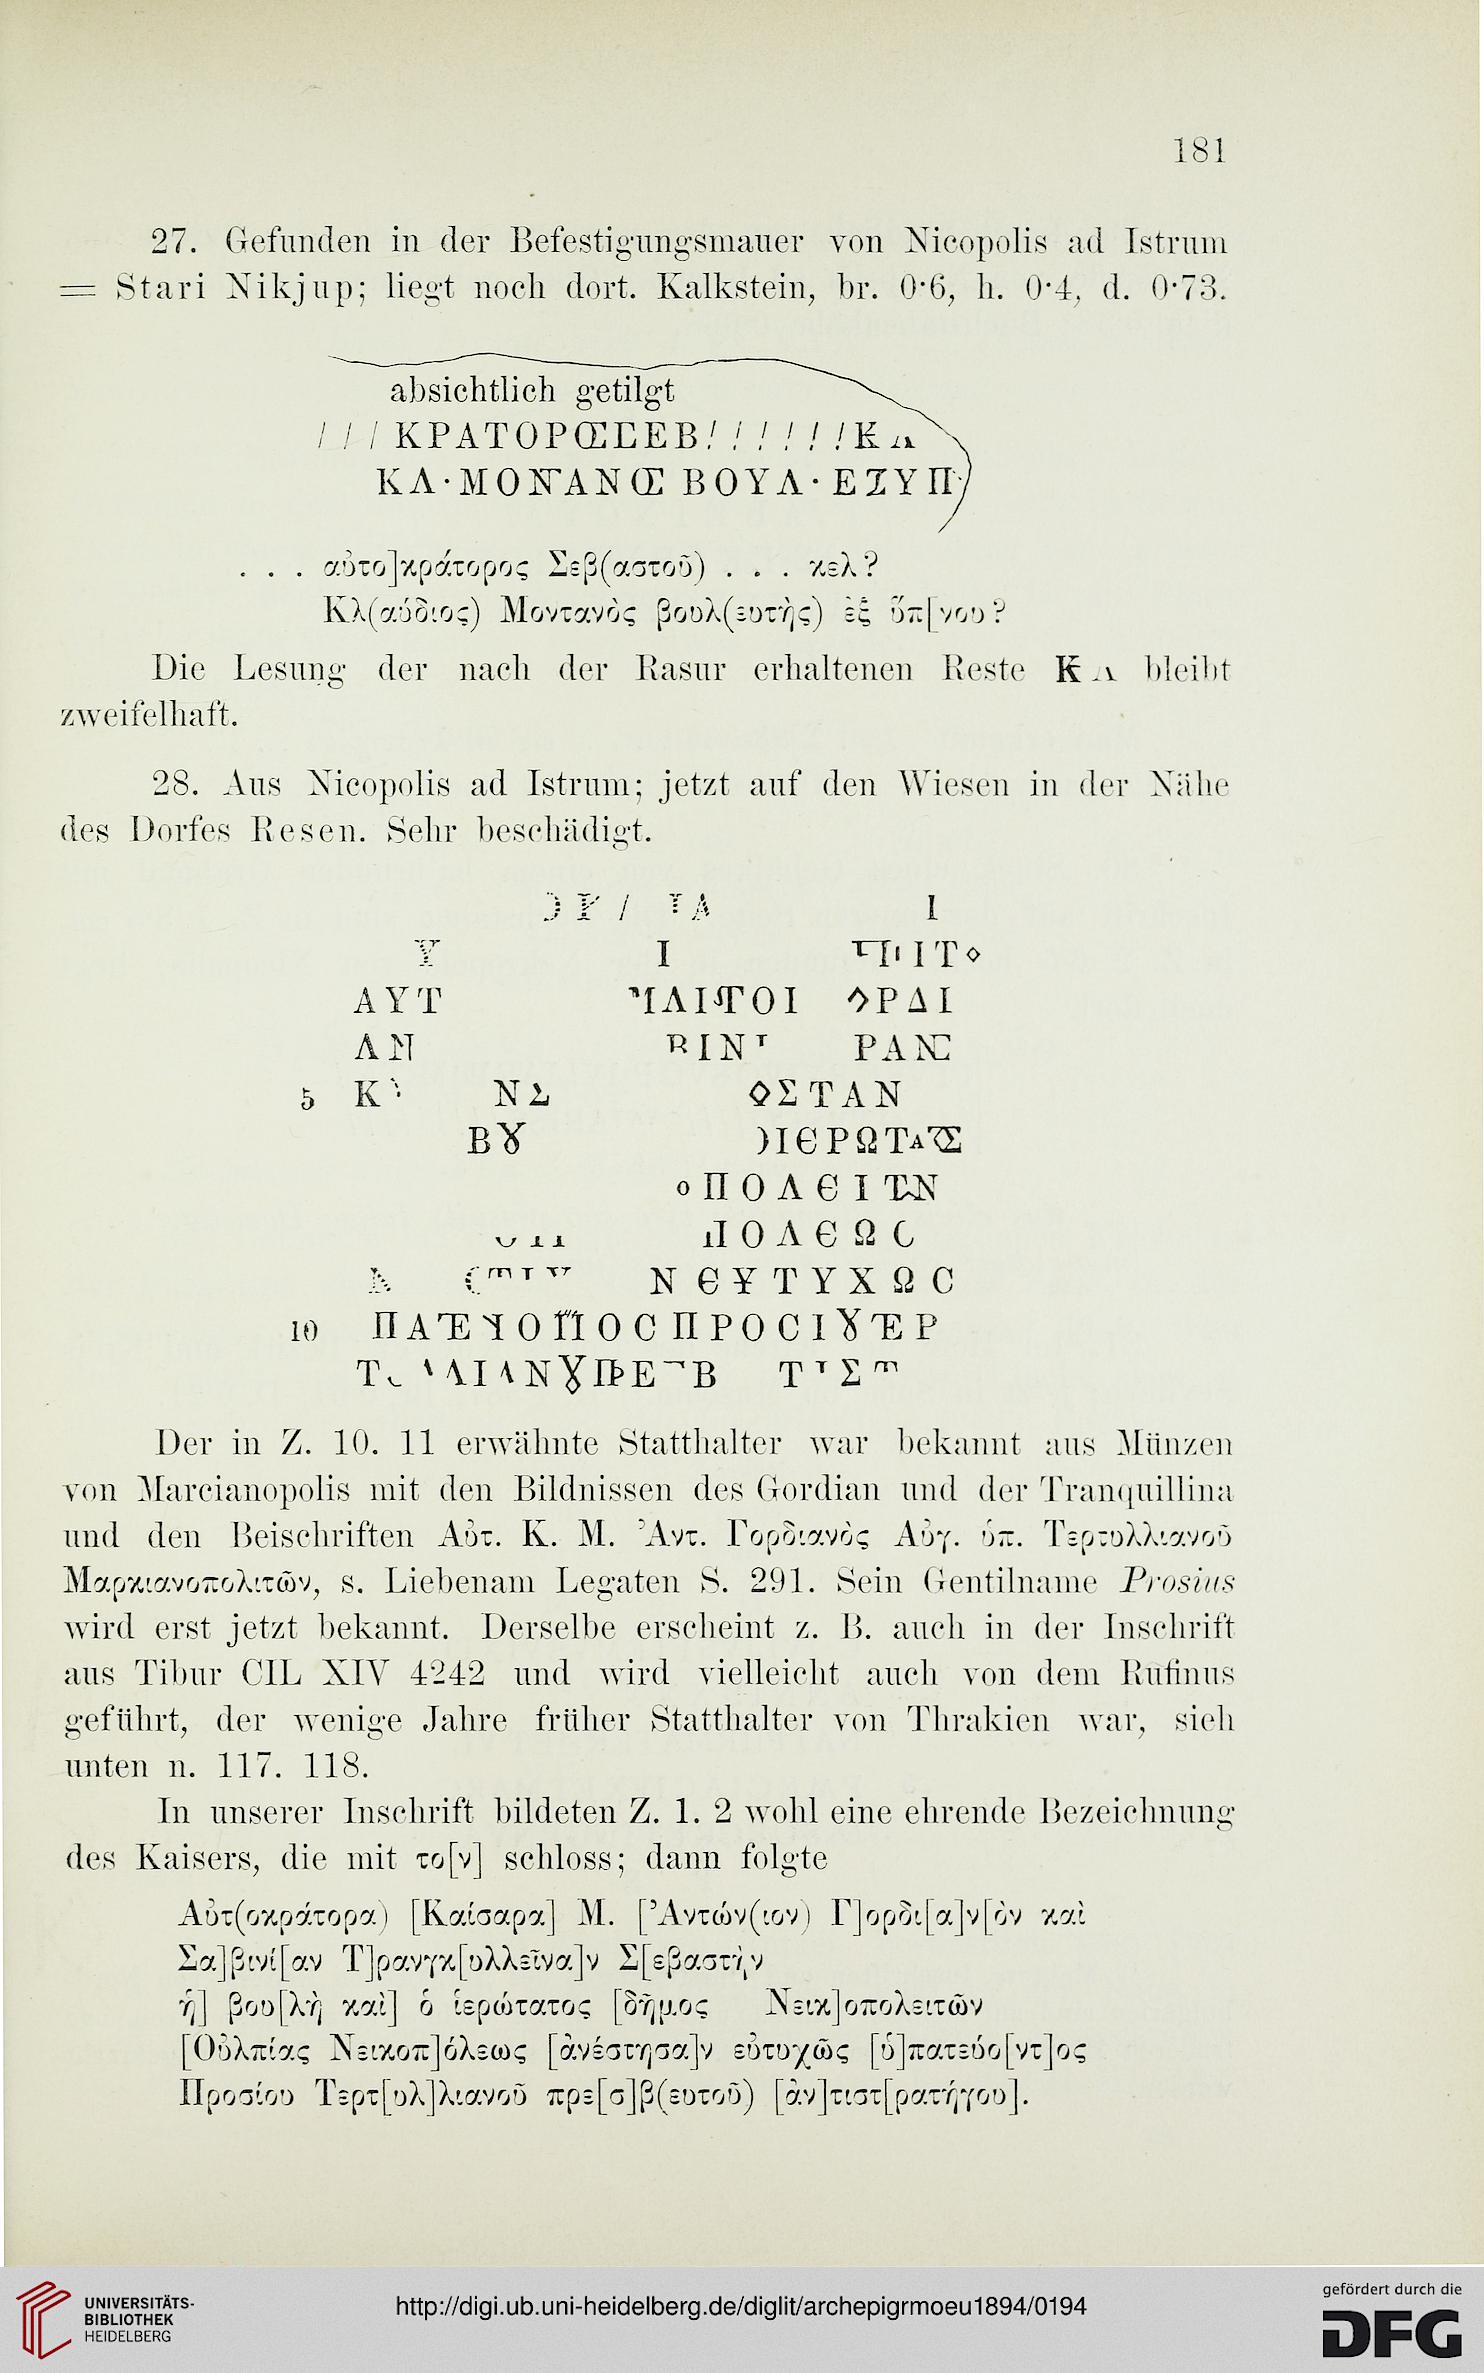 181
27. Gefunden in der Befestigungsmauer von Nicopolis ad Istrum
= Stari Nikjup; liegt noch dort. Kalkstein, br. 0·6, h. 0·4, d. 0·73.
absichtlich getilgt
/ / / ΚΡΑΤΟΡΟΣΣΕΒ / / / / / / Κ Λ
ΚΛ·ΜΟΝΤΑΝΟΣ ΒΟΥΛ·ΕΞΥΠ
. . . αὐτο]κράτορος Σεβ(αστοῦ) . . . κελ?
Κλ(αύδιος) Μοντανὸς βουλ(ευτὴς) ἐξ ὕπ[νου?
Die Lesung der nach der Rasur erhaltenen Reste Κ Λ bleibt
zweifelhaft.
28. Aus Nicopolis ad Istrum; jetzt auf den Wiesen in der Nähe
des Dorfes Resen. Sehr beschädigt.
Ι
Υ Ι
ΑΥΤ ΡΔΙ
ΛΝ ΡΑΝ
5 Κ ΝΣ ΟΣΤΑΝ
Β
ΠΟΛЄΙΤΩΝ
ΠΟΛЄΩC
ΝЄΥΤΥΧΩC
10
Der in Z. 10. 11 erwähnte Statthalter war bekannt aus Münzen
von Marcianopolis mit den Bildnissen des Gordian und der Tranquillina
und den Beischriften Αὐτ. Κ. Μ. Ἀντ. Γορδιανὸς Αὐγ. ὑπ. Τερτυλλιανοῦ
Μαρκιανοπολιτῶν, s. Liebenam Legaten S. 291. Sein Gentilname Prosius
wird erst jetzt bekannt. Derselbe erscheint z. B. auch in der Inschrift
aus Tibur CIL XIV 4242 und wird vielleicht auch von dem Rufinus
geführt, der wenige Jahre früher Statthalter von Thrakien war, sieh
unten n. 117. 118.
In unserer Inschrift bildeten Z. 1. 2 wohl eine ehrende Bezeichnung
des Kaisers, die mit το[ν] schloss; dann folgte
Αὐτ(οκράτορα) [Καίσαρα] Μ. [Ἀντών(ιον) Γ]ορδι[α]ν[ὸν καὶ
Σα]βινί[αν Τ]ρανγκ[υλλεῖνα]ν Σ[εβαστὴν
ἡ] βου[λὴ καὶ] ὁ ἱερώτατος [δῆμος Νεικ]οπολειτῶν
[Οὐλπίας Νεικοπ]όλεως [ἀνέστησα]ν εὐτυχῶς [ὑ]πατεύο[ντ]ος
Προσίου Τερτ[υλ]λιανοῦ πρε[σ]β(ευτοῦ) [ἀν]τιστ[ρατήγου].
UNIVERSITÄTS-
BIBLIOTHEK
HEIDELBERG
http://digi.ub.uni-heidelberg.de/diglit/archepigrmoeu1894/0194
gefördert durch die
DFG